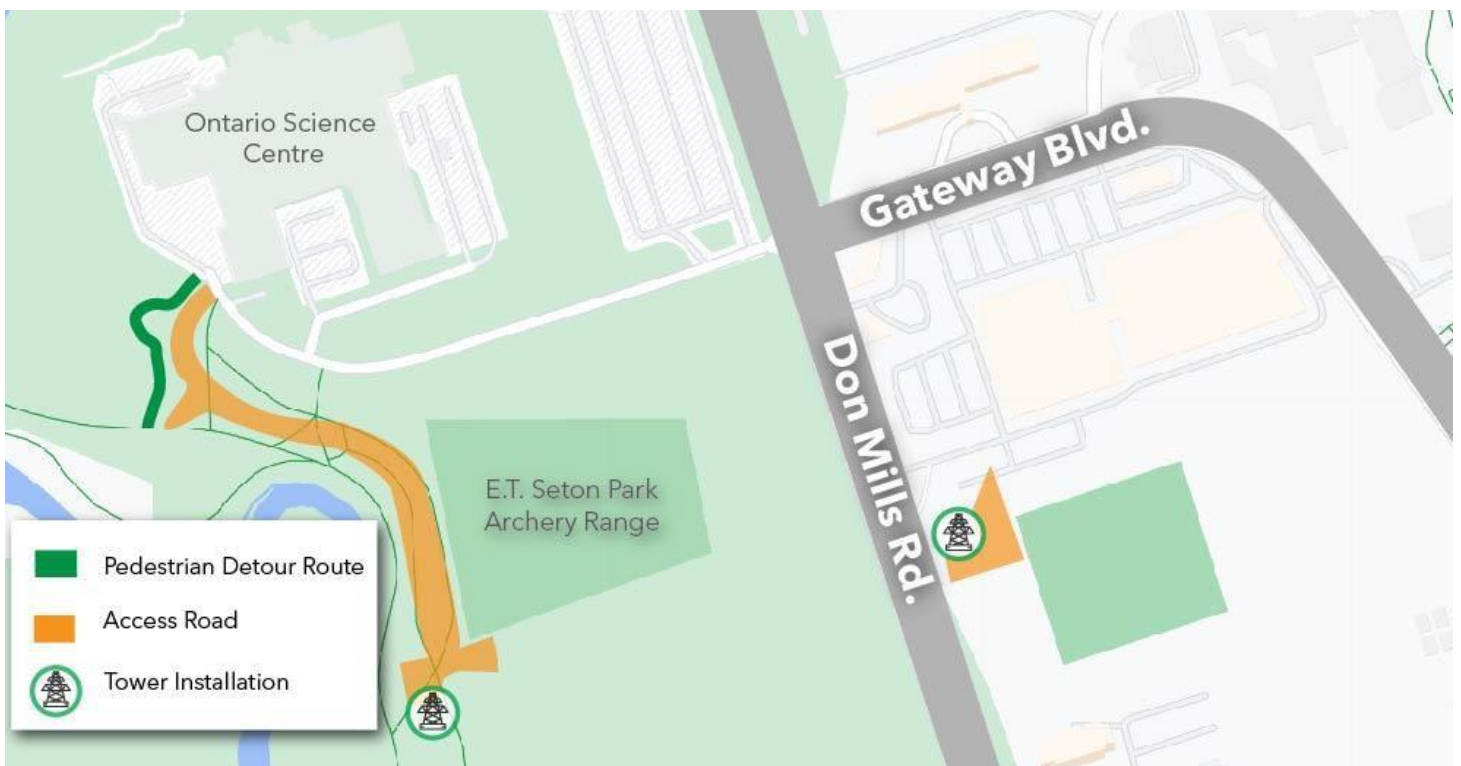 Ontario Science
Centre
Gateway Blvd.
Don Mills Rd.
E.T. Seton Park
Archery Range
Pedestrian Detour Route
Access Road
Tower Installation